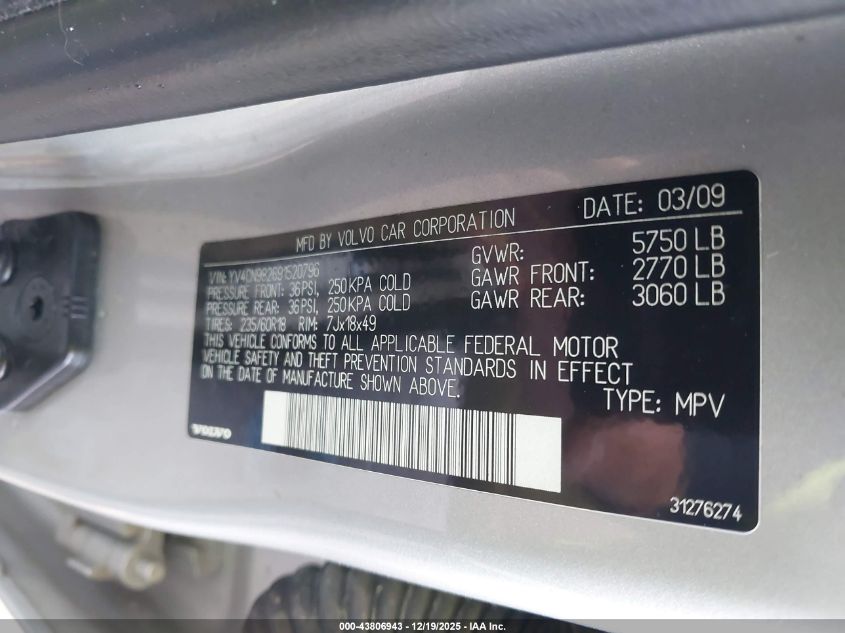 MFD BY VOLVO CAR CORPORATION DATE: 03/09
VIN: YV4CN982691520796
PRESSURE FRONT: 36PSI, 250KPA COLD
PRESSURE REAR: 36PSI, 250KPA COLD
TIRES: 235/60R18 RIM: 7Jx18x49
GVWR: 5750 LB
GAWR FRONT: 2770 LB
GAWR REAR: 3060 LB
THIS VEHICLE CONFORMS TO ALL APPLICABLE FEDERAL MOTOR
VEHICLE SAFETY AND THEFT PREVENTION STANDARDS IN EFFECT
ON THE DATE OF MANUFACTURE SHOWN ABOVE.
TYPE: MPV
VOLVO
31276274
000-43806943 - 12/19/2025 - IAA Inc.